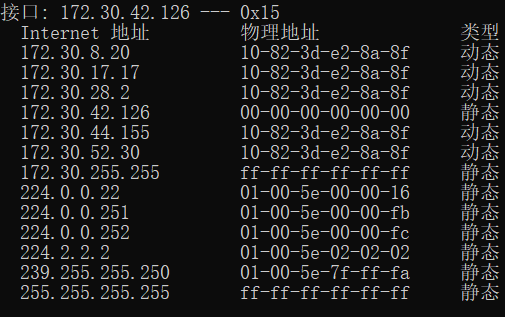 接口: 172.30.42.126 --- 0x15
Internet 地址 物理地址 类型
172.30.8.20 10-82-3d-e2-8a-8f 动态
172.30.17.17 10-82-3d-e2-8a-8f 动态
172.30.28.2 10-82-3d-e2-8a-8f 动态
172.30.42.126 00-00-00-00-00-00 静态
172.30.44.155 10-82-3d-e2-8a-8f 动态
172.30.52.30 10-82-3d-e2-8a-8f 动态
172.30.255.255 ff-ff-ff-ff-ff-ff 静态
224.0.0.22 01-00-5e-00-00-16 静态
224.0.0.251 01-00-5e-00-00-fb 静态
224.0.0.252 01-00-5e-00-00-fc 静态
224.2.2.2 01-00-5e-02-02-02 静态
239.255.255.250 01-00-5e-7f-ff-fa 静态
255.255.255.255 ff-ff-ff-ff-ff-ff 静态